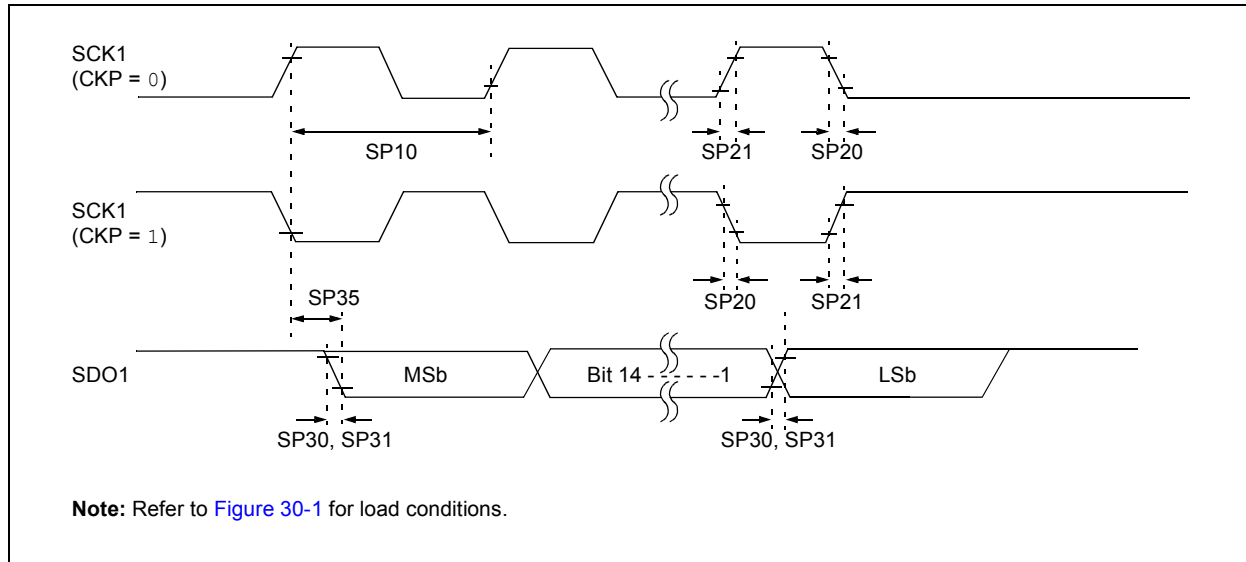 SCK1
(CKP = 0)
SP10
SP21
SP20
SCK1
(CKP = 1)
SP35
SP20
SP21
SDO1
MSb
Bit 14 - - - - - -1
LSb
SP30, SP31
SP30, SP31
Note: Refer to Figure 30-1 for load conditions.